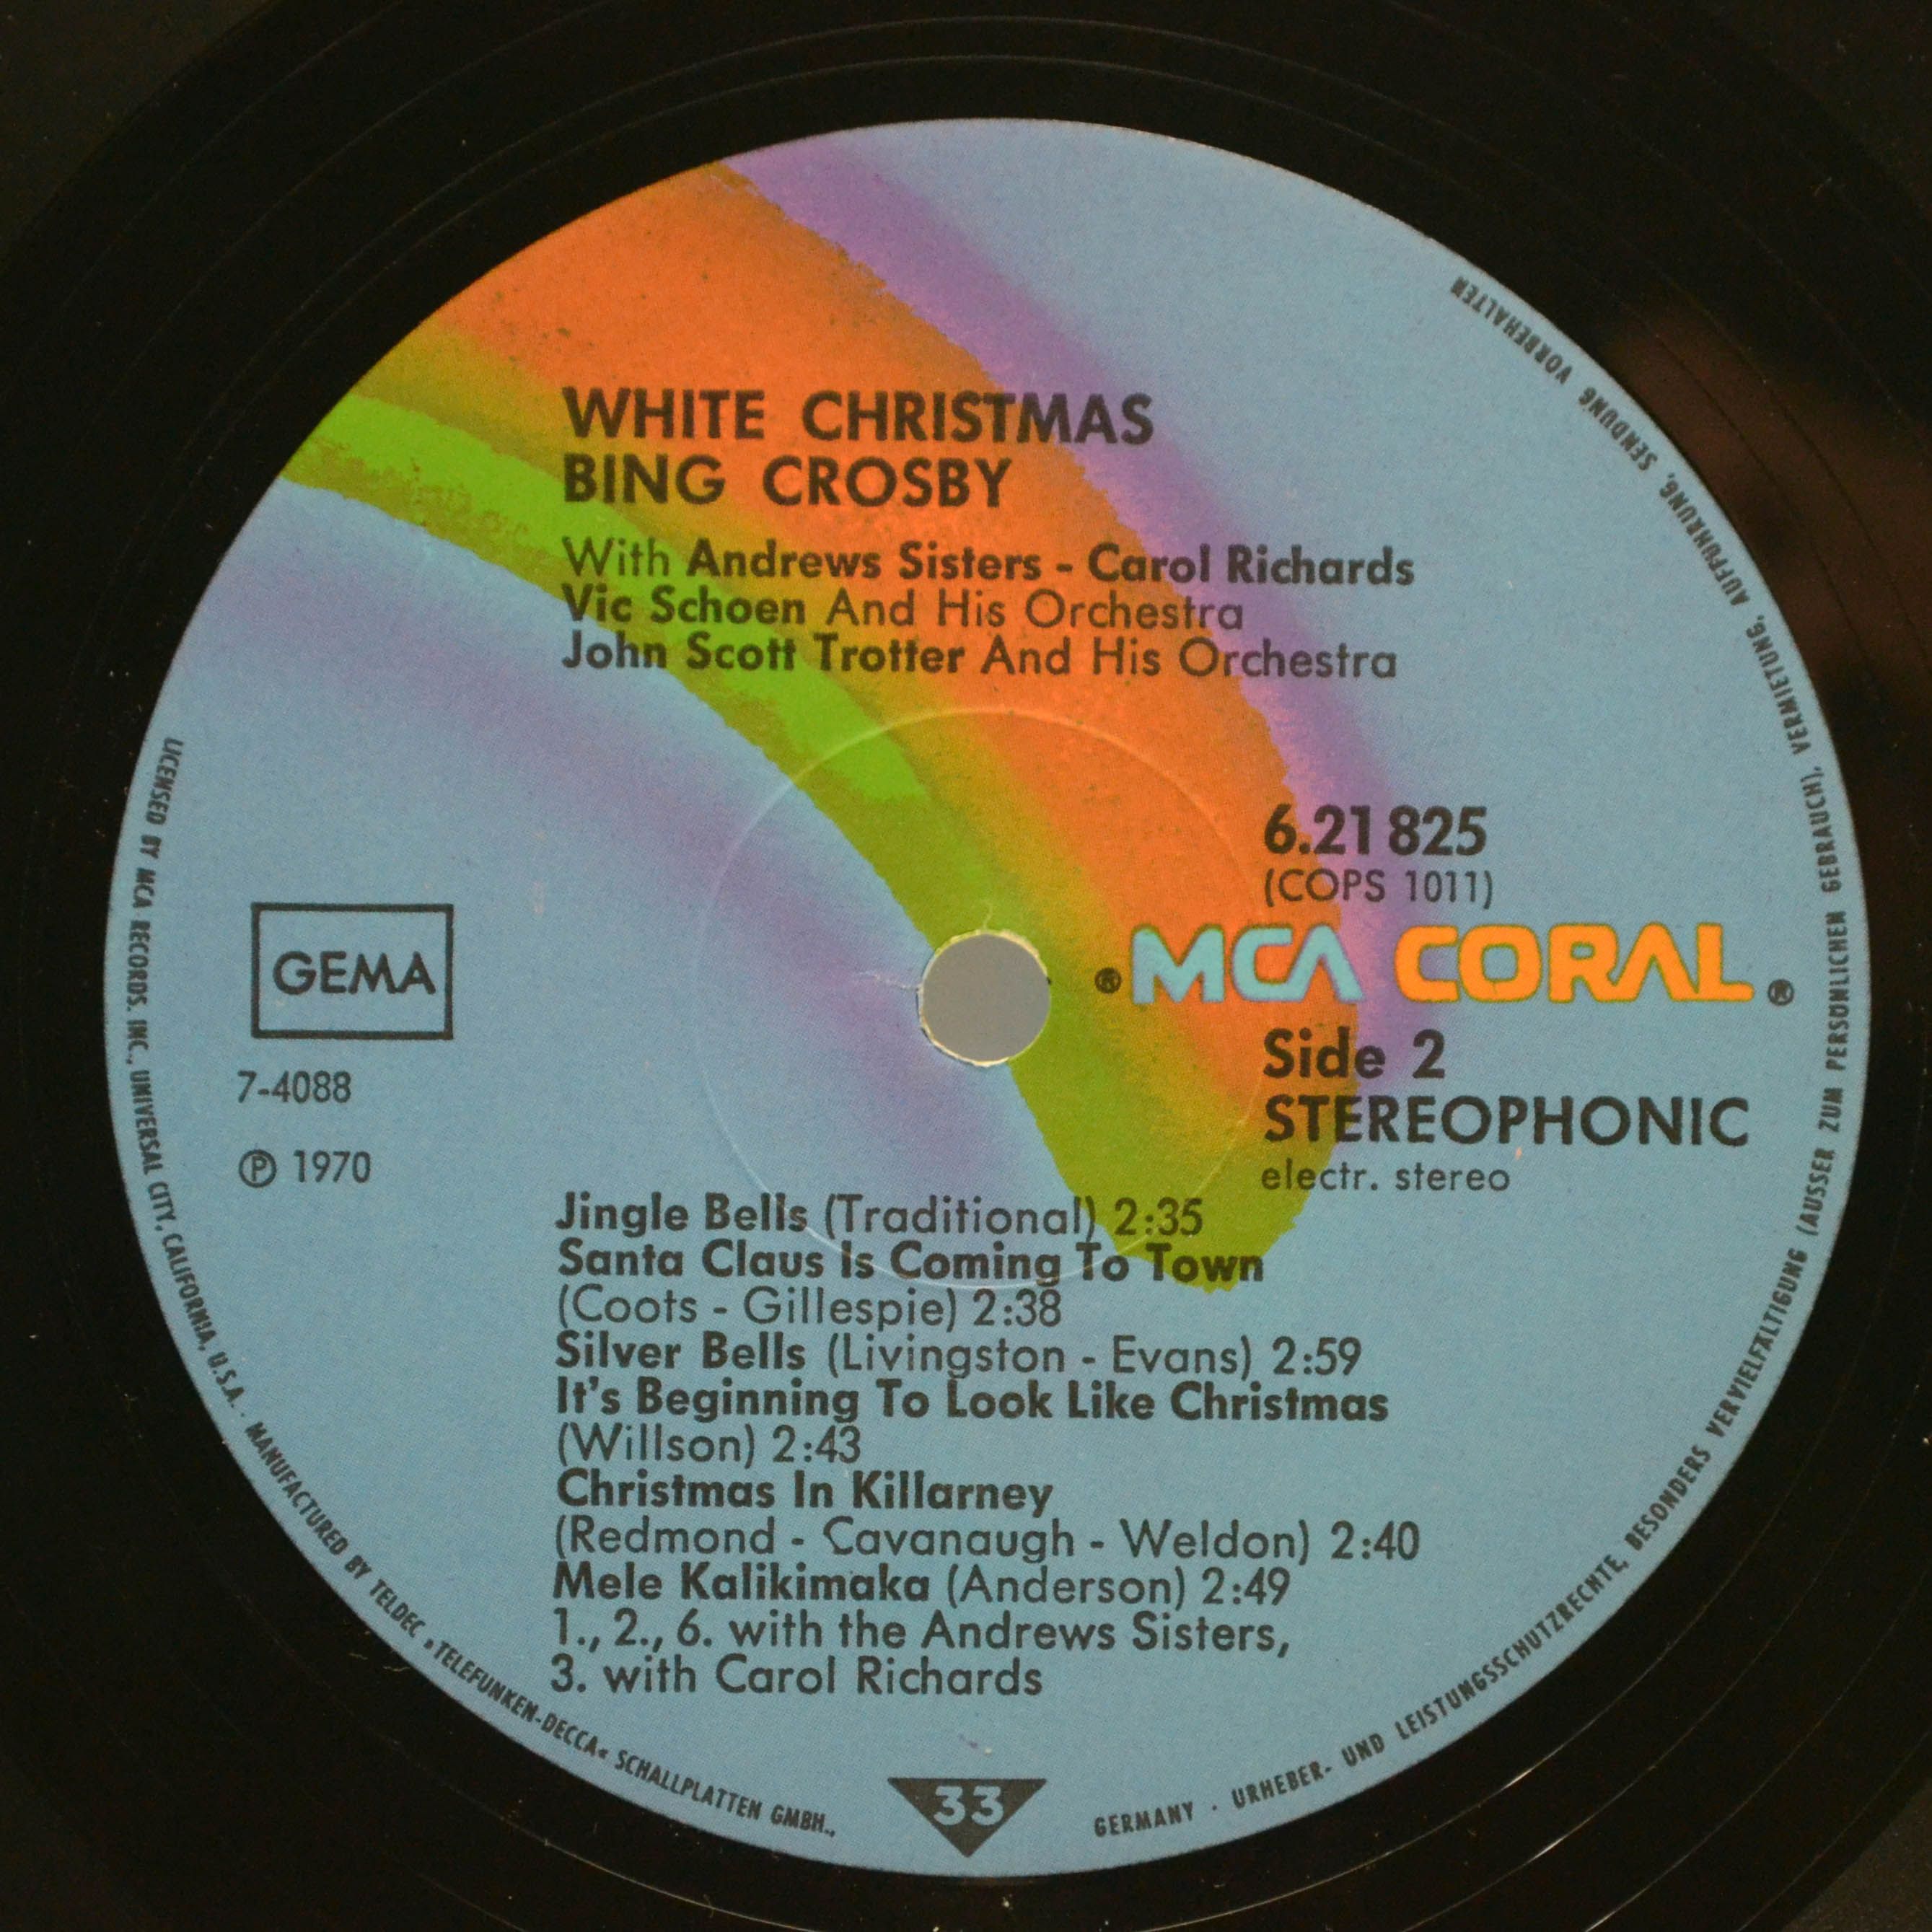 WHITE CHRISTMAS
BING CROSBY
With Andrews Sisters - Carol Richards
Vic Schoen And His Orchestra
John Scott Trotter And His Orchestra
6.21 825
(COPS 1011)
® MCA CORAL ®
Side 2
STEREOPHONIC
electr. stereo
GEMA
7-4088
℗ 1970
Jingle Bells (Traditional) 2:35
Santa Claus Is Coming To Town
(Coots - Gillespie) 2:38
Silver Bells (Livingston - Evans) 2:59
It's Beginning To Look Like Christmas
(Willson) 2:43
Christmas In Killarney
(Redmond - Cavanaugh - Weldon) 2:40
Mele Kalikimaka (Anderson) 2:49
1., 2., 6. with the Andrews Sisters,
3. with Carol Richards
33
LICENSED BY MCA RECORDS. INC., UNIVERSAL CITY. CALIFORNIA, U.S.A. · MANUFACTURED BY TELDEC »TELEFUNKEN-DECCA« SCHALLPLATTEN GMBH.,
GERMANY · URHEBER- UND LEISTUNGSSCHUTZRECHTE, BESONDERS VERVIELFÄLTIGUNG (AUSSER ZUM PERSÖNLICHEN GEBRAUCH), VERMIETUNG, AUFFÜHRUNG, SENDUNG VORBEHALTEN